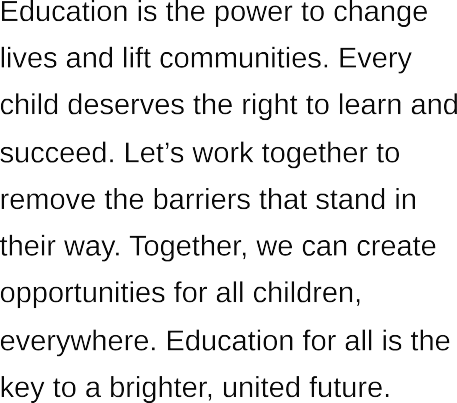 Education is the power to change
lives and lift communities. Every
child deserves the right to learn and
succeed. Let’s work together to
remove the barriers that stand in
their way. Together, we can create
opportunities for all children,
everywhere. Education for all is the
key to a brighter, united future.